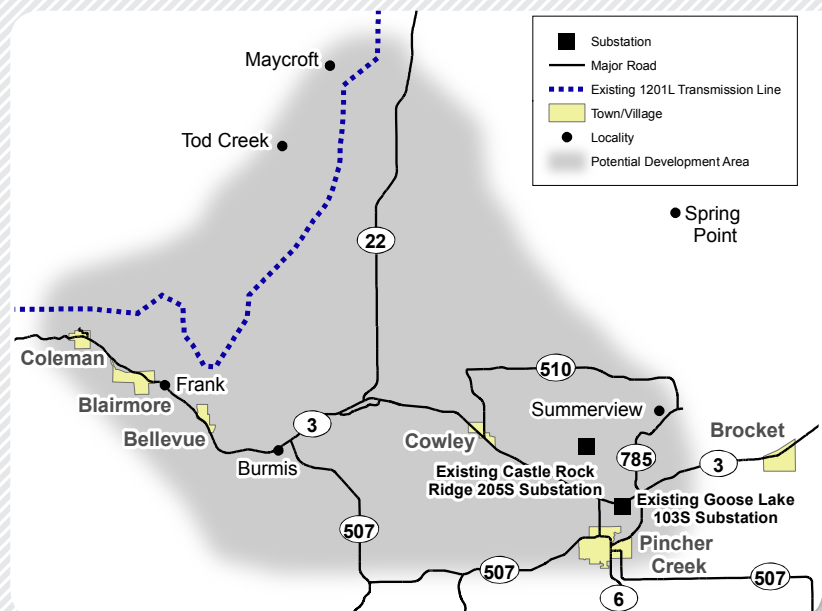 Maycroft
Substation
Major Road
Existing 1201L Transmission Line
Town/Village
Locality
Potential Development Area
Tod Creek
Spring
Point
22
Coleman
Frank
Blairmore
Bellevue
3
Burmis
510
Summerview
Cowley
Brocket
785
3
Existing Castle Rock
Ridge 205S Substation
Existing Goose Lake
103S Substation
507
Pincher
Creek
507
507
6